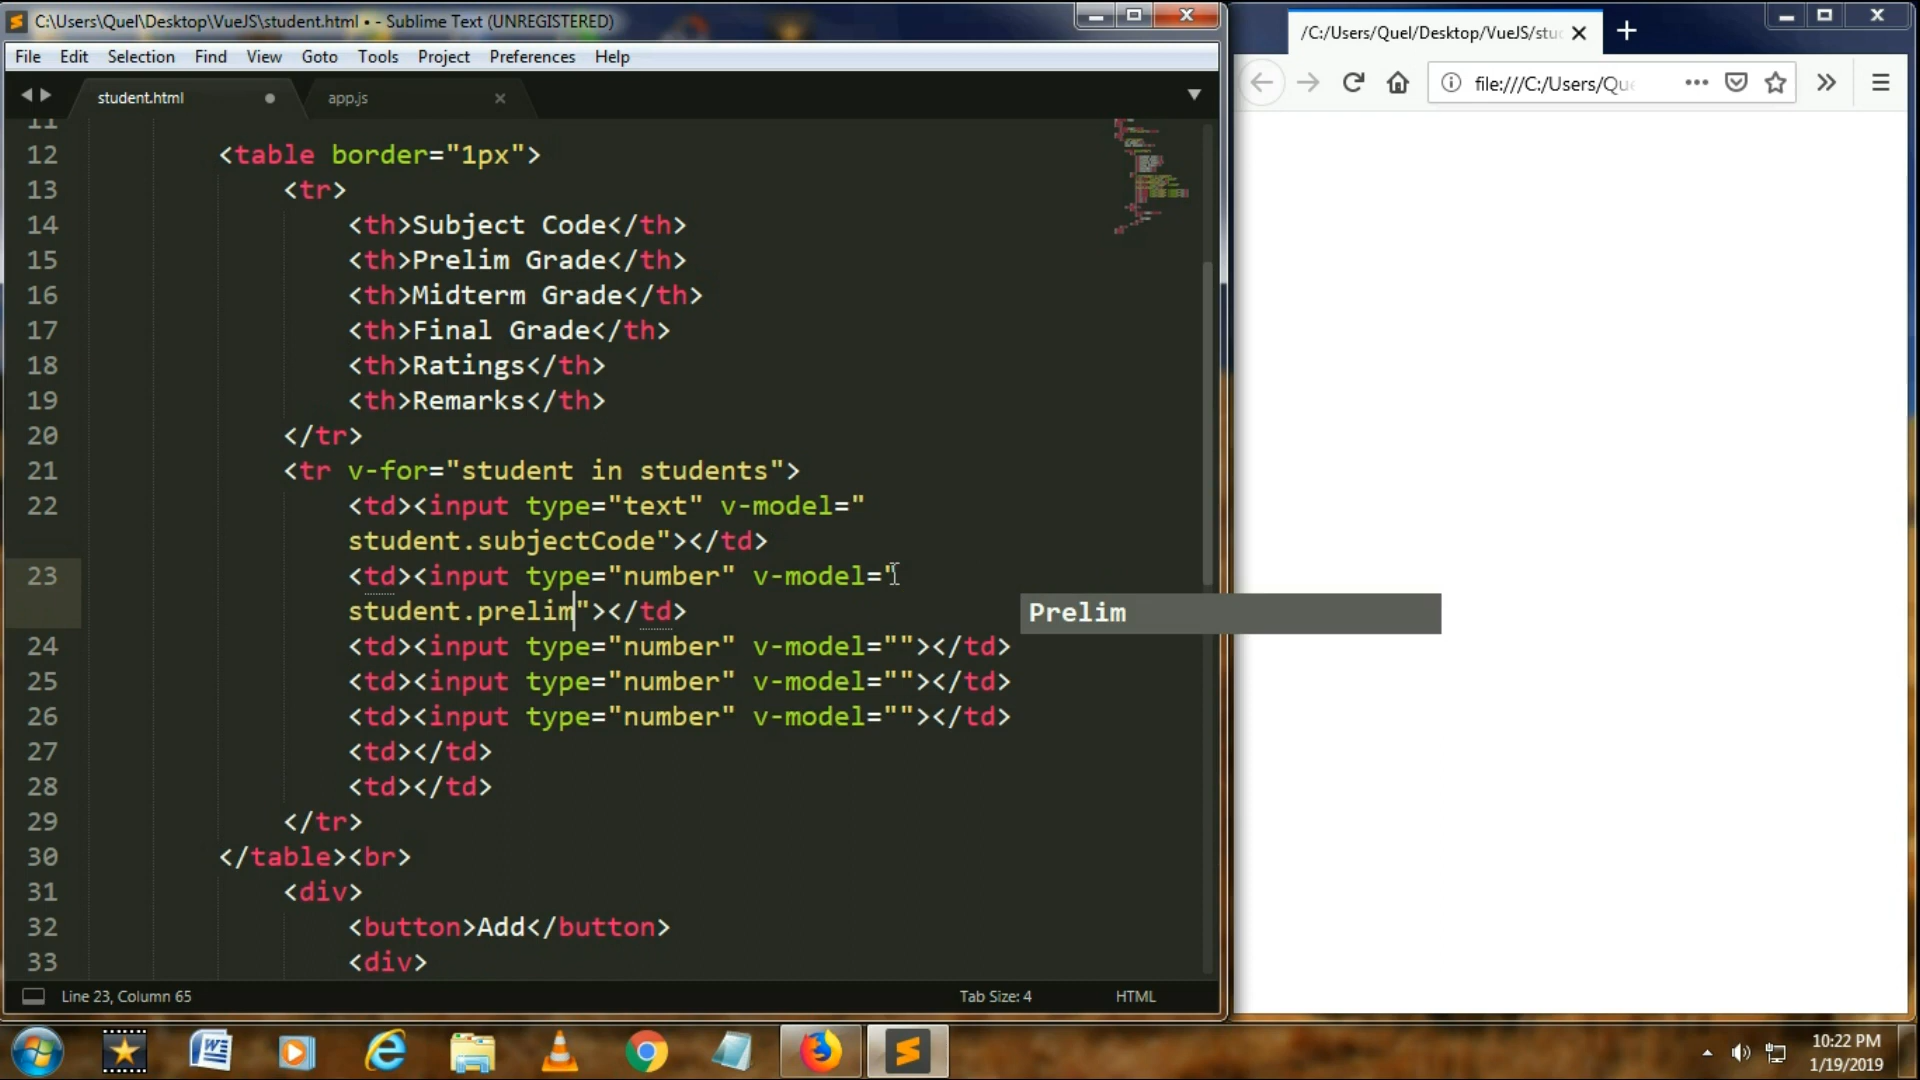 C:\Users\Quel\Desktop\VueJS\student.html • - Sublime Text (UNREGISTERED)
File Edit Selection Find View Goto Tools Project Preferences Help
student.html app.js
11
12 <table border="1px">
13 <tr>
14 <th>Subject Code</th>
15 <th>Prelim Grade</th>
16 <th>Midterm Grade</th>
17 <th>Final Grade</th>
18 <th>Ratings</th>
19 <th>Remarks</th>
20 </tr>
21 <tr v-for="student in students">
22 <td><input type="text" v-model="
student.subjectCode"></td>
23 <td><input type="number" v-model="
student.prelim"></td>
Prelim
24 <td><input type="number" v-model=""></td>
25 <td><input type="number" v-model=""></td>
26 <td><input type="number" v-model=""></td>
27 <td></td>
28 <td></td>
29 </tr>
30 </table><br>
31 <div>
32 <button>Add</button>
33 <div>
Line 23, Column 65 Tab Size: 4 HTML
/C:/Users/Quel/Desktop/VueJS/stu
file:///C:/Users/Qu
10:22 PM
1/19/2019